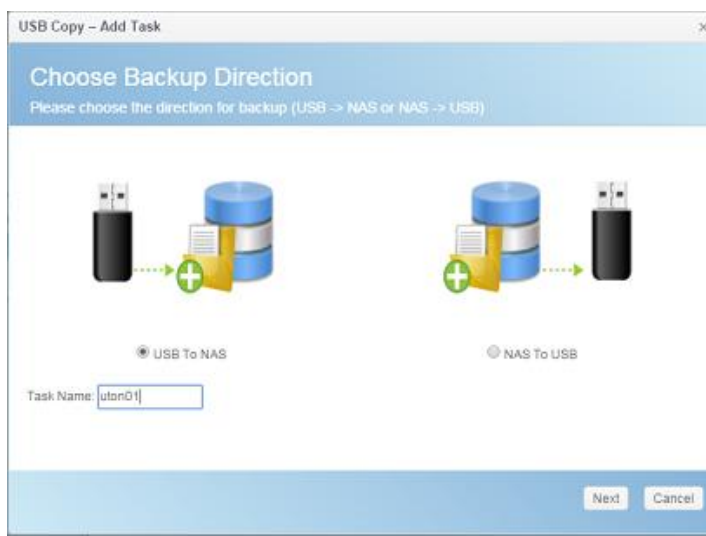 USB Copy – Add Task
Choose Backup Direction
Please choose the direction for backup (USB -> NAS or NAS -> USB)
USB To NAS
NAS To USB
Task Name: uton01
Next
Cancel